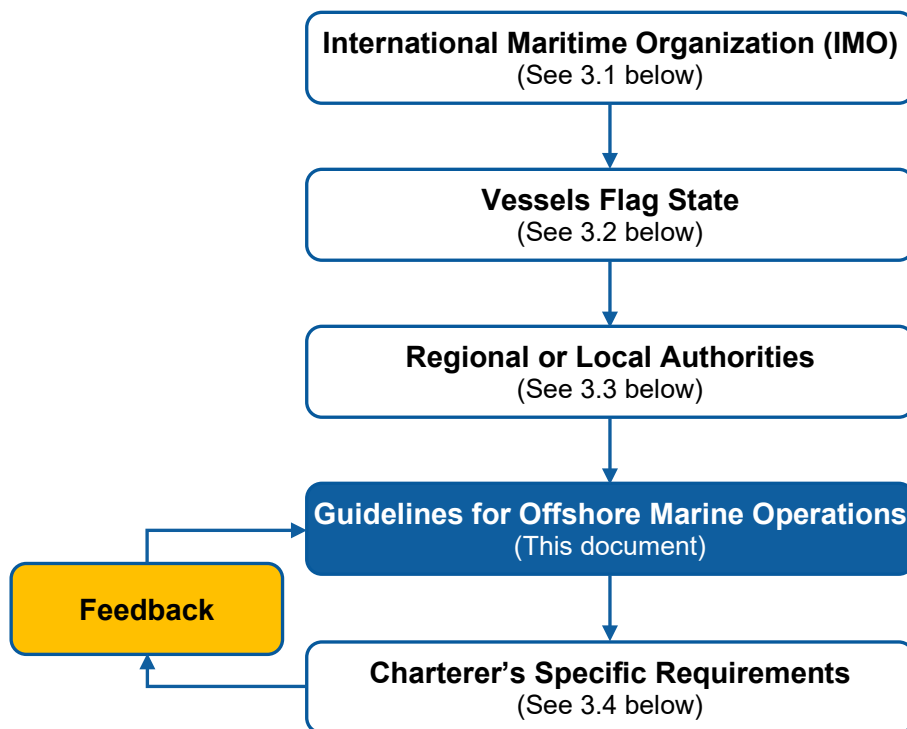 International Maritime Organization (IMO)
(See 3.1 below)
Vessels Flag State
(See 3.2 below)
Regional or Local Authorities
(See 3.3 below)
Guidelines for Offshore Marine Operations
(This document)
Feedback
Charterer’s Specific Requirements
(See 3.4 below)